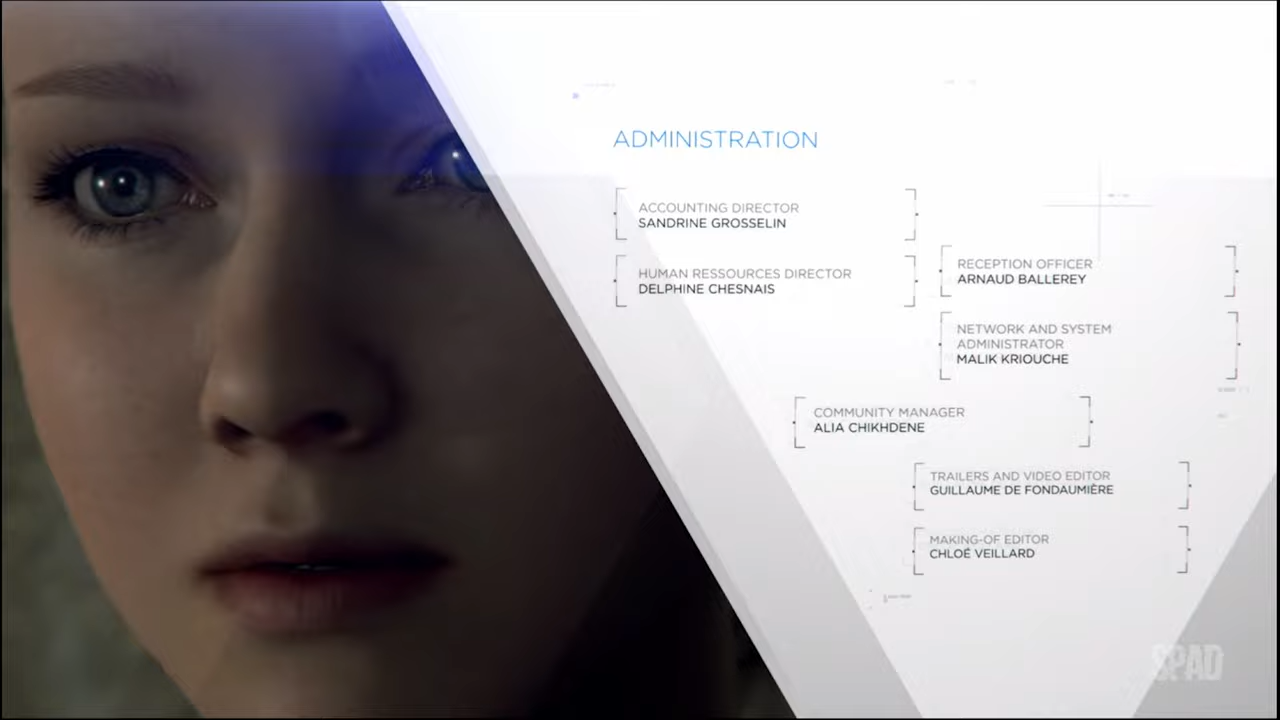 ADMINISTRATION
ACCOUNTING DIRECTOR
SANDRINE GROSSELIN
HUMAN RESSOURCES DIRECTOR
DELPHINE CHESNAIS
RECEPTION OFFICER
ARNAUD BALLEREY
NETWORK AND SYSTEM
ADMINISTRATOR
MALIK KRIOUCHE
COMMUNITY MANAGER
ALIA CHIKHDENE
TRAILERS AND VIDEO EDITOR
GUILLAUME DE FONDAUMIÈRE
MAKING-OF EDITOR
CHLOÉ VEILLARD
SPAD